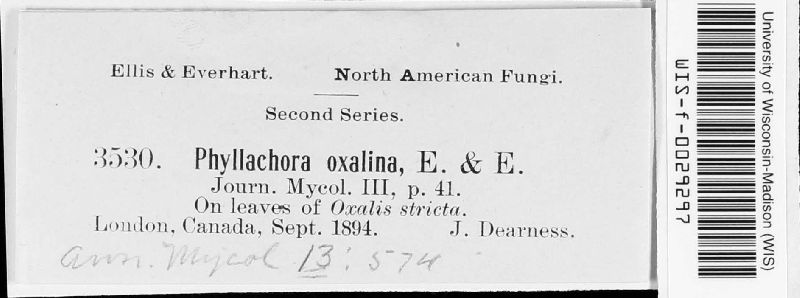 Ellis & Everhart. North American Fungi.
Second Series.
3530. Phyllachora oxalina, E. & E.
Journ. Mycol. III, p. 41.
On leaves of Oxalis stricta.
London, Canada, Sept. 1894. J. Dearness.
Ann. Mycol 13: 574
University of Wisconsin-Madison (WIS)
WIS-f-0029297